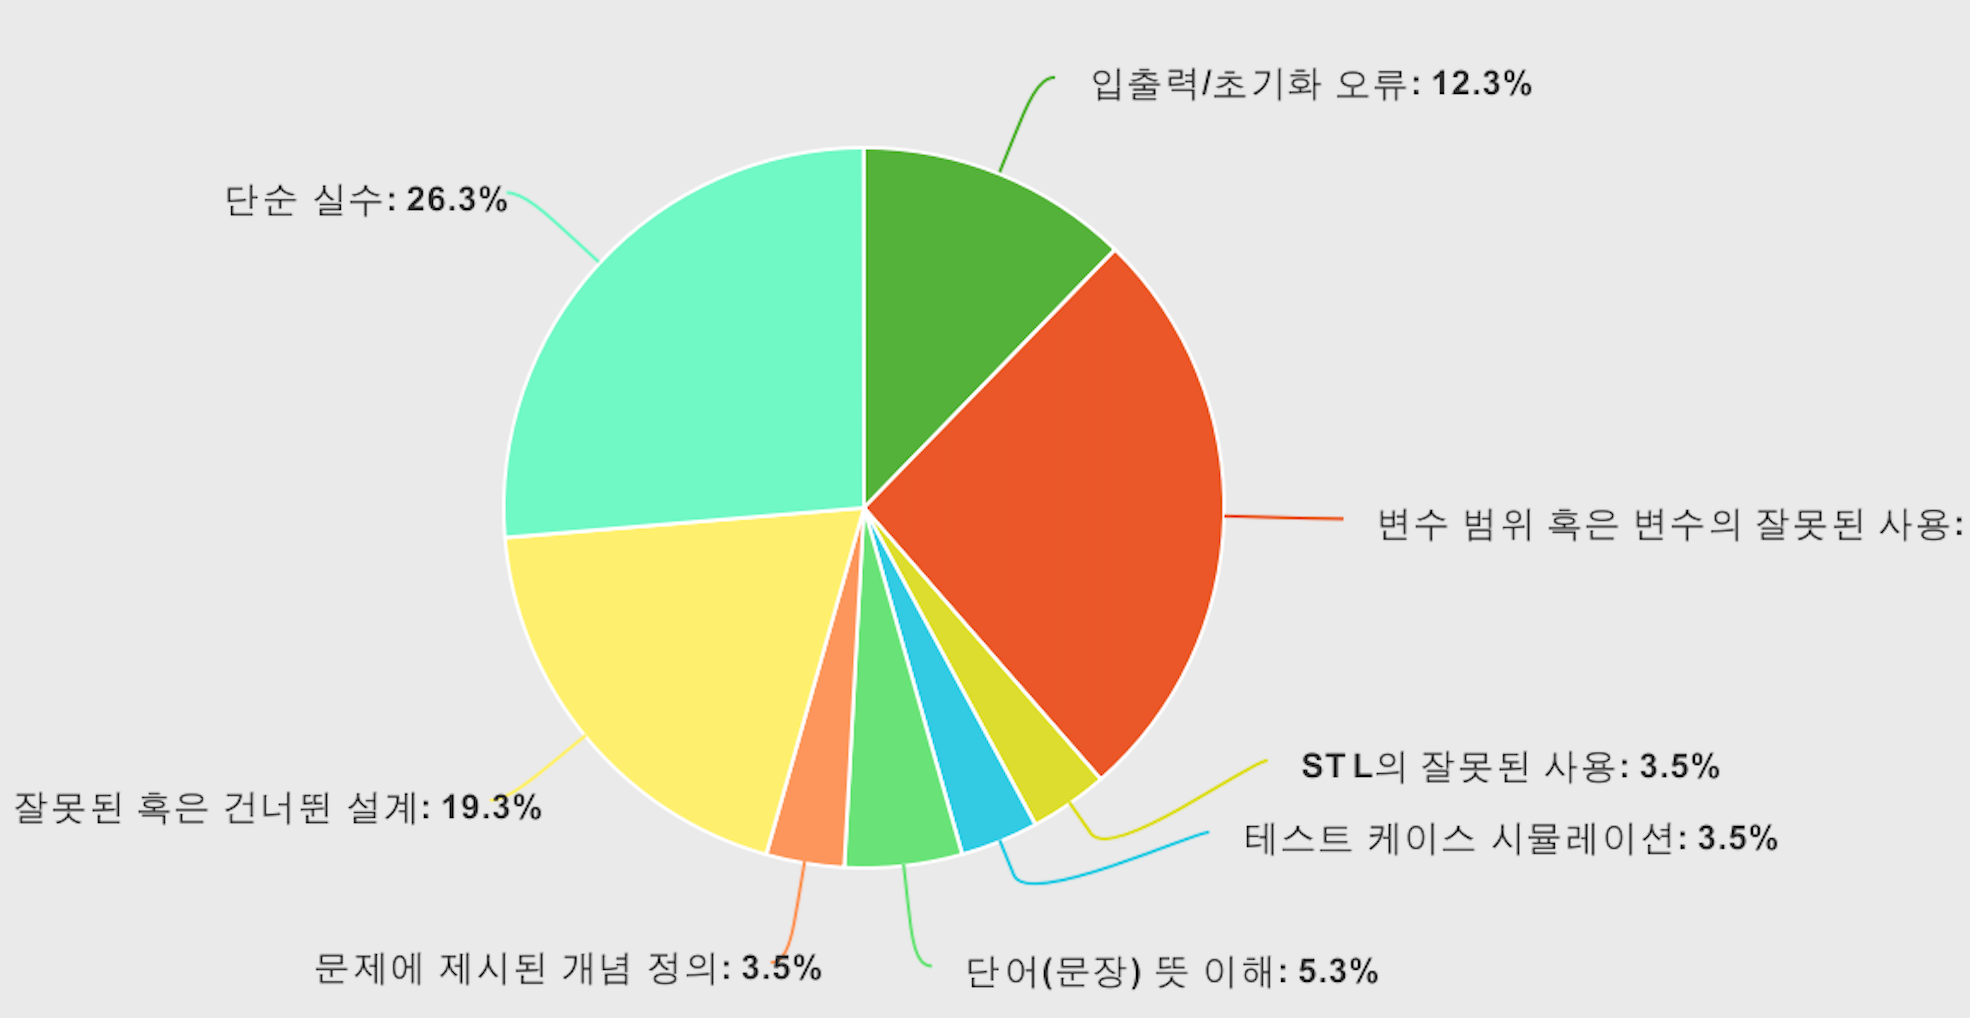 입출력/초기화 오류: 12.3%
단순 실수: 26.3%
변수 범위 혹은 변수의 잘못된 사용:
STL의 잘못된 사용: 3.5%
잘못된 혹은 건너뛴 설계: 19.3%
테스트 케이스 시뮬레이션: 3.5%
문제에 제시된 개념 정의: 3.5%
단어(문장) 뜻 이해: 5.3%